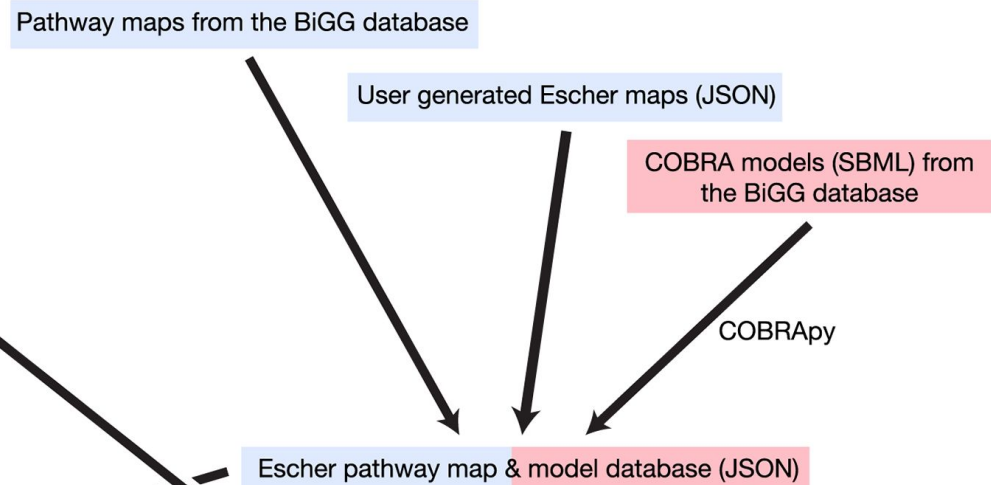 Pathway maps from the BiGG database
User generated Escher maps (JSON)
COBRA models (SBML) from
the BiGG database
COBRApy
Escher pathway map & model database (JSON)